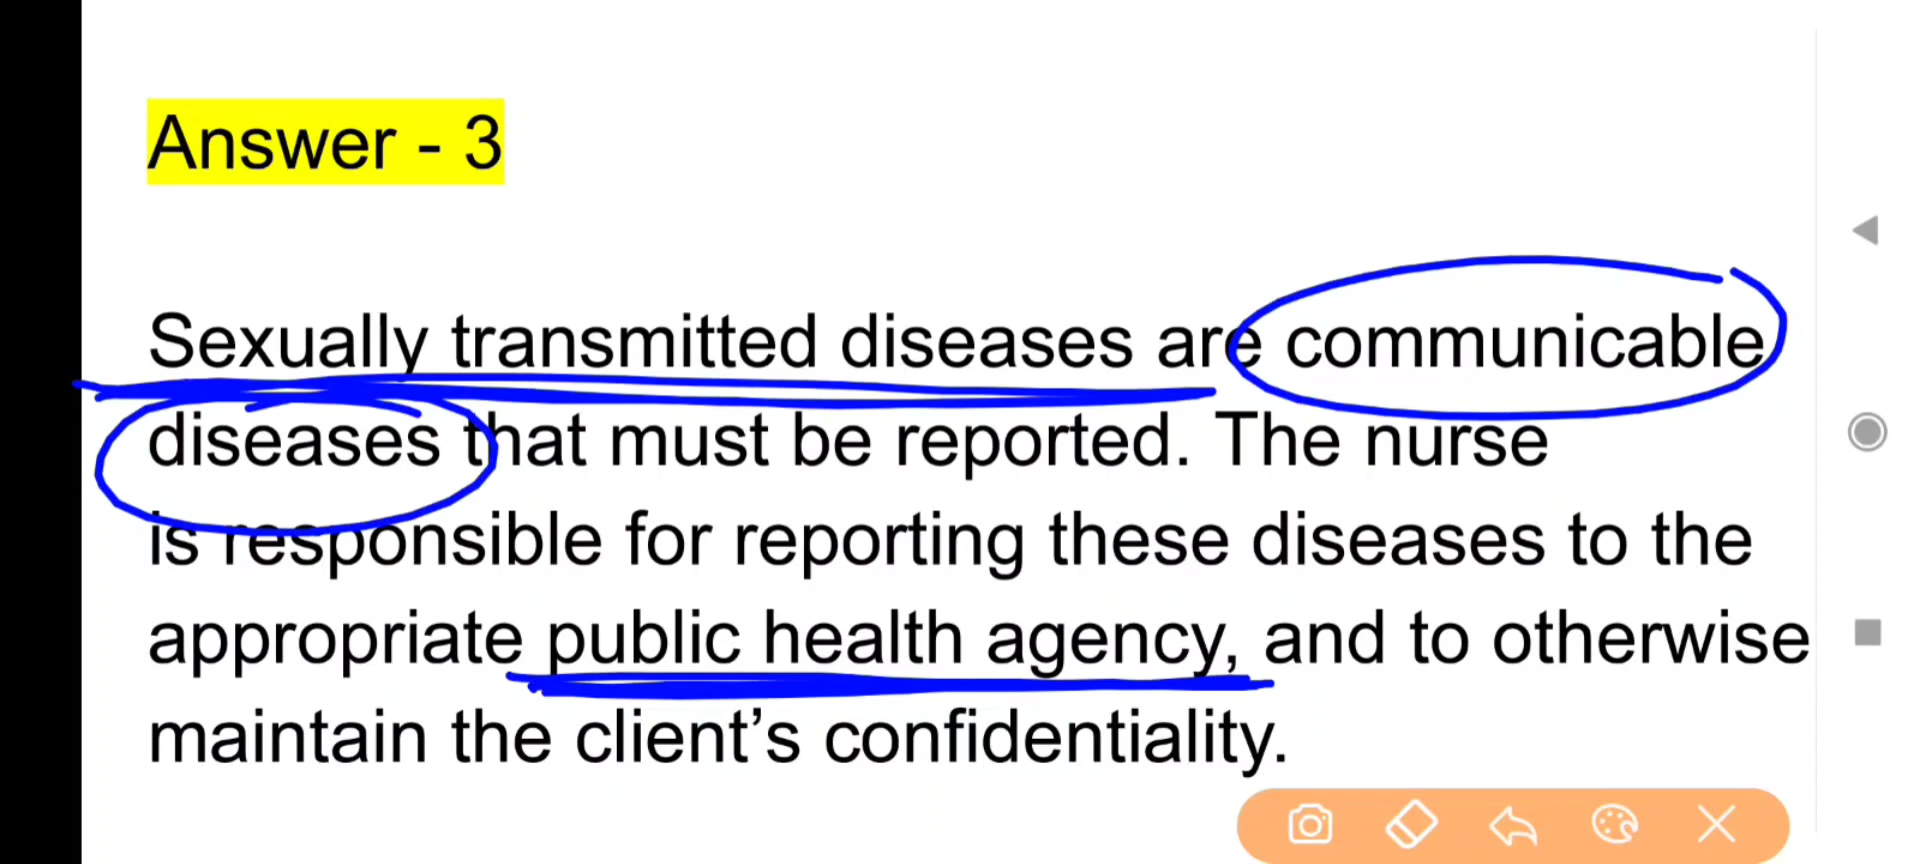 Answer - 3
Sexually transmitted diseases are communicable
diseases that must be reported. The nurse
is responsible for reporting these diseases to the
appropriate public health agency, and to otherwise
maintain the client’s confidentiality.